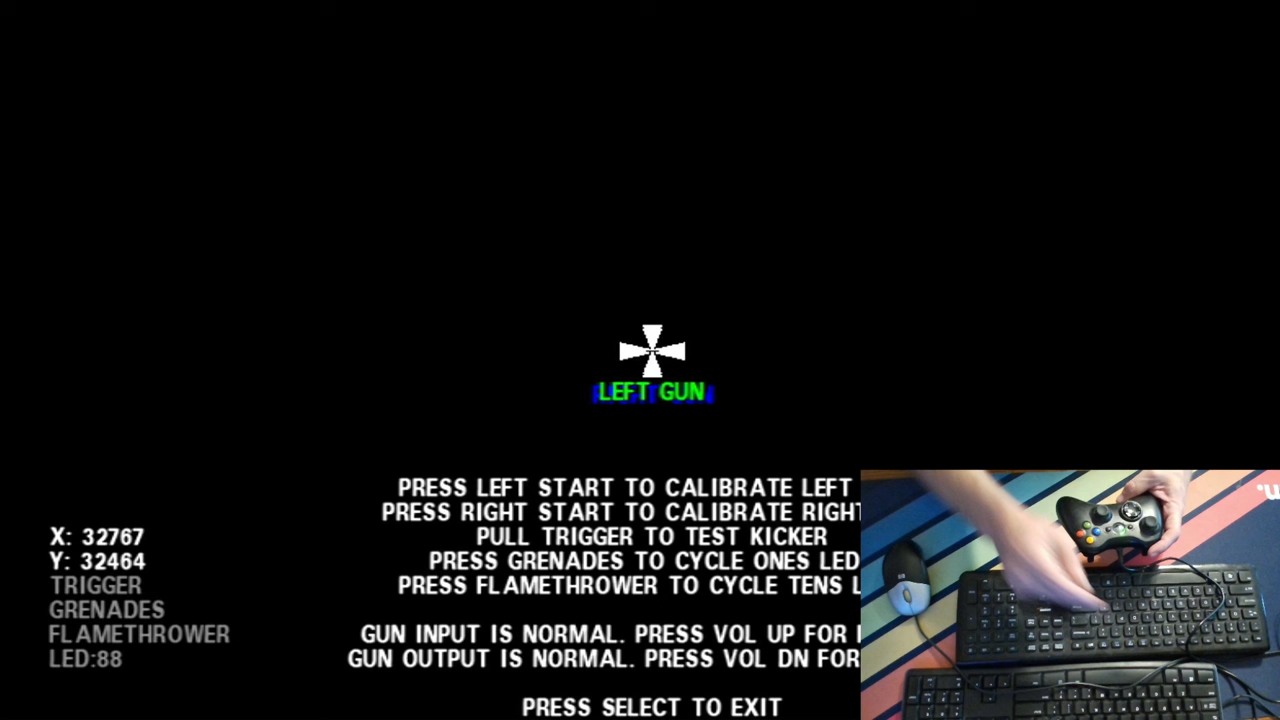 LEFT GUN
PRESS LEFT START TO CALIBRATE LEFT
PRESS RIGHT START TO CALIBRATE RIGHT
PULL TRIGGER TO TEST KICKER
PRESS GRENADES TO CYCLE ONES LED
PRESS FLAMETHROWER TO CYCLE TENS
GUN INPUT IS NORMAL. PRESS VOL UP FOR
GUN OUTPUT IS NORMAL. PRESS VOL DN FOR
PRESS SELECT TO EXIT
X: 32767
Y: 32464
TRIGGER
GRENADES
FLAMETHROWER
LED:88